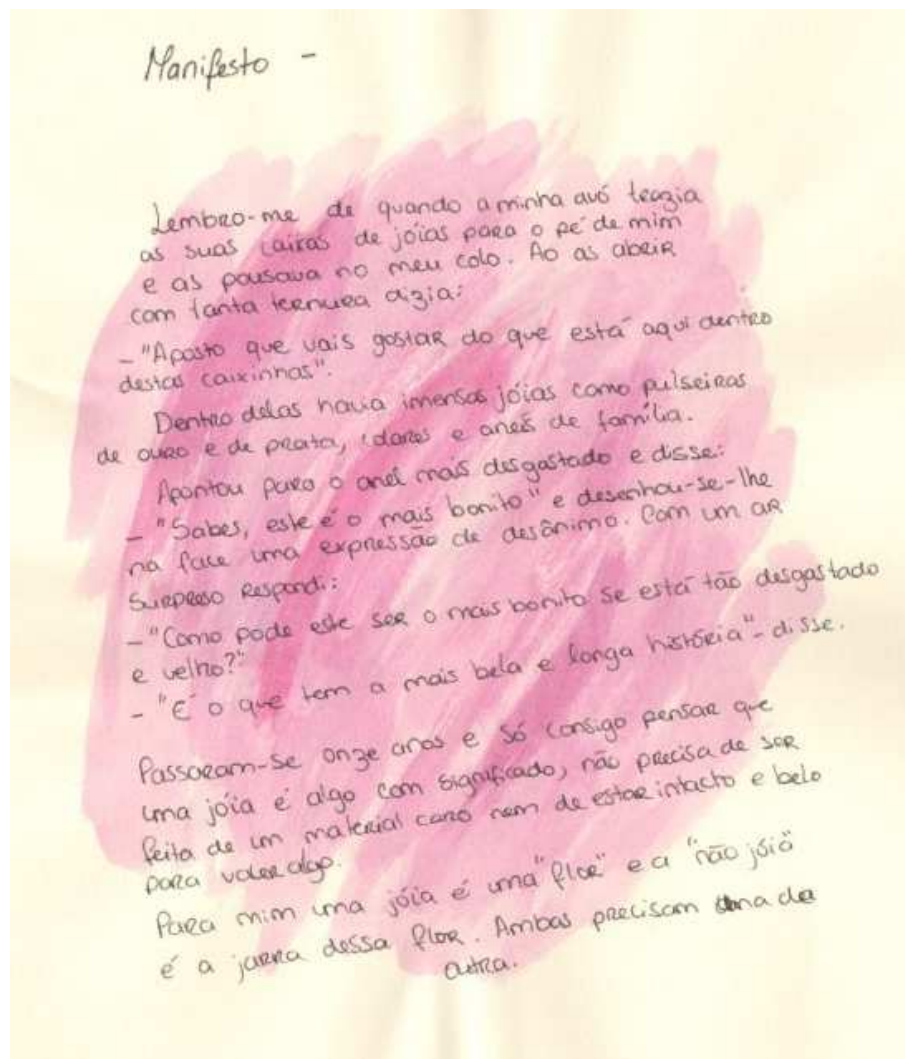 Manifesto -
Lembro-me de quando a minha avó trazia
as suas caixas de jóias para o pé de mim
e as pousava no meu colo. Ao as abrir
com tanta ternura dizia:
- "Aposto que vais gostar do que está aqui dentro
destas caixinhas".
Dentro delas havia imensas jóias como pulseiras
de ouro e de prata, colares e anéis de família.
Apontou para o anel mais desgastado e disse:
- "Sabes, este é o mais bonito" e desenhou-se-lhe
na face uma expressão de desânimo. Com um ar
surpreso respondi:
- "Como pode este ser o mais bonito se está tão desgastado
e velho?"
- "É o que tem a mais bela e longa história" - disse.
Passaram-se onze anos e só consigo pensar que
uma jóia é algo com significado, não precisa de ser
feita de um material caro nem de estar intacto e belo
para valer algo.
Para mim uma jóia é uma "flor" e a "não jóia"
é a jarra dessa flor. Ambas precisam uma da
outra.